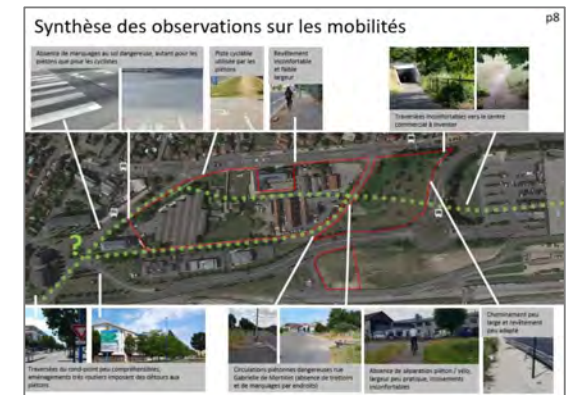 Synthèse des observations sur les mobilités
p8
Absence de marquages au sol dangereuse, autant pour les
piétons que pour les cyclistes
Piste cyclable
utilisée par les
piétons
Revêtement
inconfortable
et faible
largeur
Traversées inconfortables vers le centre
commercial à inventer
?
Traversées du rond-point peu compréhensibles,
aménagements très routiers imposant des détours aux
piétons
Circulations piétonnes dangereuses rue
Gabrielle de Mortillet (absence de trottoirs
et de marquages par endroits)
Absence de séparation piéton / vélo,
largeur peu pratique, croisements
inconfortables
Cheminement peu
large et revêtement
peu adapté